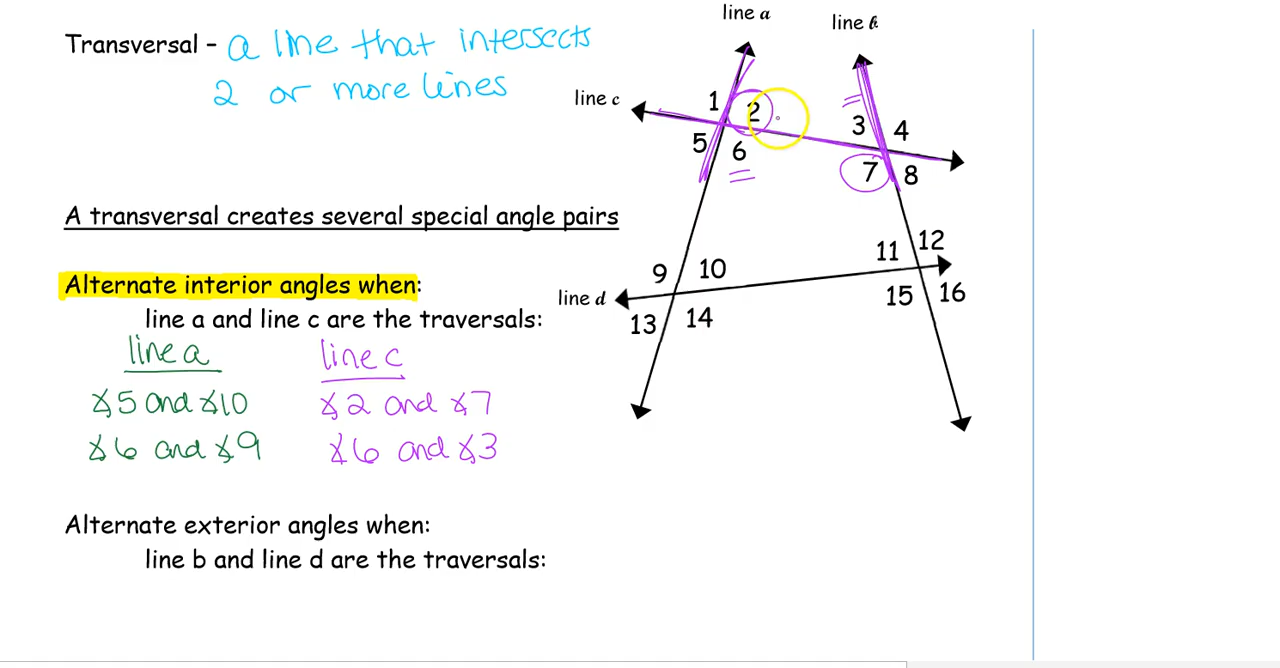 line a
line b
Transversal – a line that intersects
2 or more lines
line c
1 2
3 4
5 6
7 8
A transversal creates several special angle pairs
11 12
9 10
Alternate interior angles when:
line d
15 16
13 14
line a and line c are the traversals:
line a line c
∡5 and ∡10 ∡2 and ∡7
∡6 and ∡9 ∡6 and ∡3
Alternate exterior angles when:
line b and line d are the traversals: